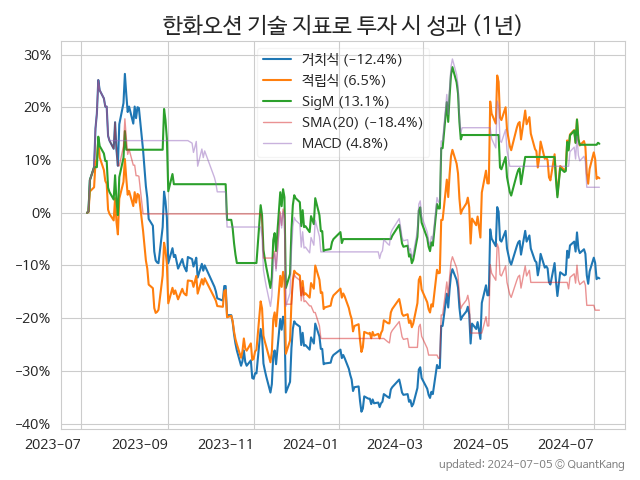 한화오션 기술 지표로 투자 시 성과 (1년)
30%
20%
10%
0%
−10%
−20%
−30%
−40%
거치식 (−12.4%)
적립식 (6.5%)
SigM (13.1%)
SMA(20) (−18.4%)
MACD (4.8%)
2023-07
2023-09
2023-11
2024-01
2024-03
2024-05
2024-07
updated: 2024-07-05 © QuantKang